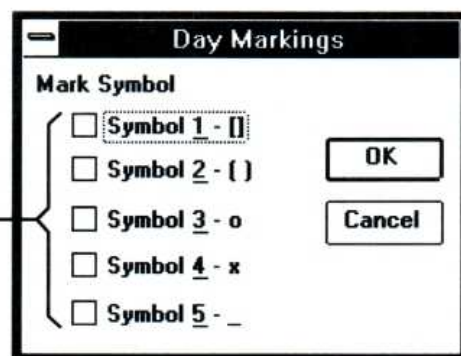 Day Markings
Mark Symbol
Symbol 1 - []
Symbol 2 - ( )
Symbol 3 - o
Symbol 4 - x
Symbol 5 - _
OK
Cancel